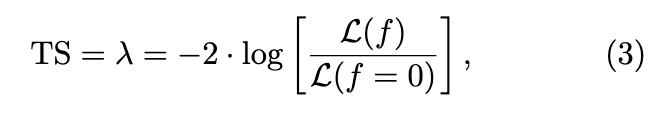 TS = λ = −2 · log [ ℒ(f) / ℒ(f = 0) ] , (3)